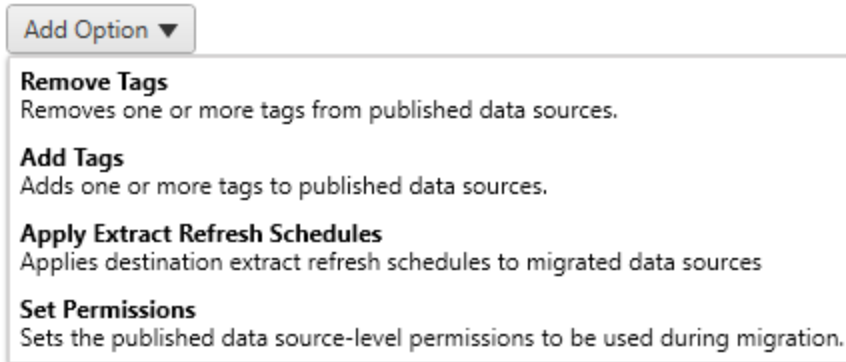 Add Option ▼
Remove Tags
Removes one or more tags from published data sources.
Add Tags
Adds one or more tags to published data sources.
Apply Extract Refresh Schedules
Applies destination extract refresh schedules to migrated data sources
Set Permissions
Sets the published data source-level permissions to be used during migration.